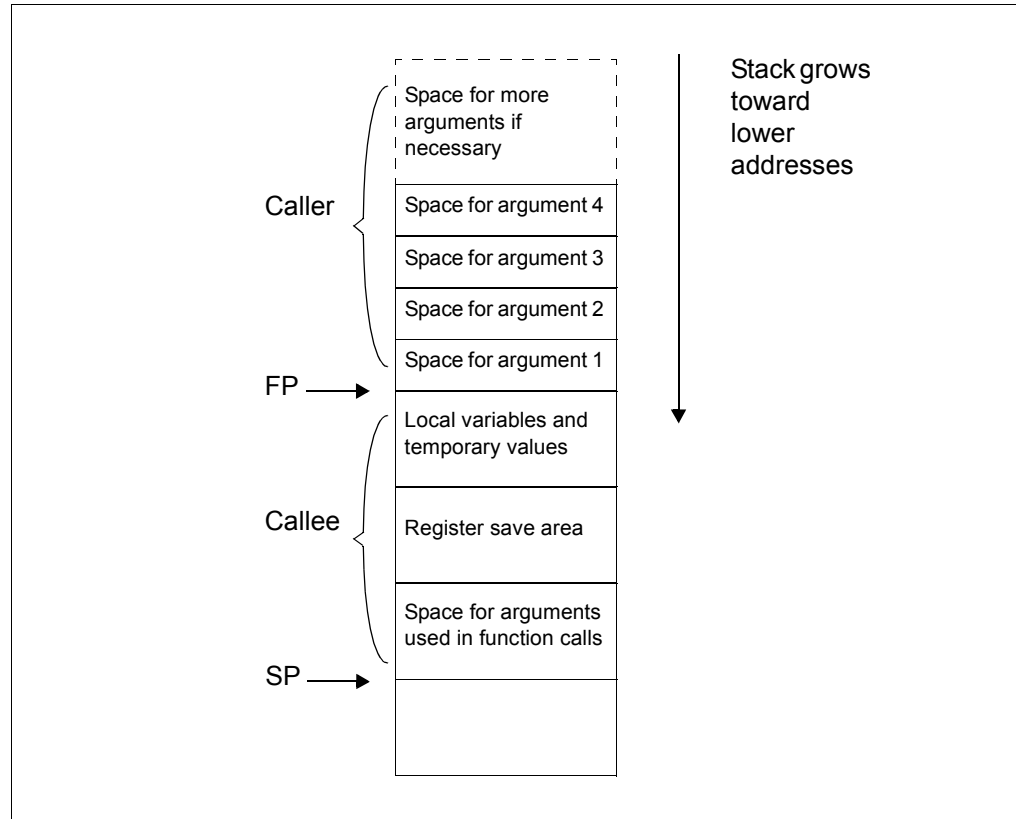 Space for more
arguments if
necessary
Stack grows
toward
lower
addresses
Caller
Space for argument 4
Space for argument 3
Space for argument 2
Space for argument 1
FP
Local variables and
temporary values
Callee
Register save area
Space for arguments
used in function calls
SP